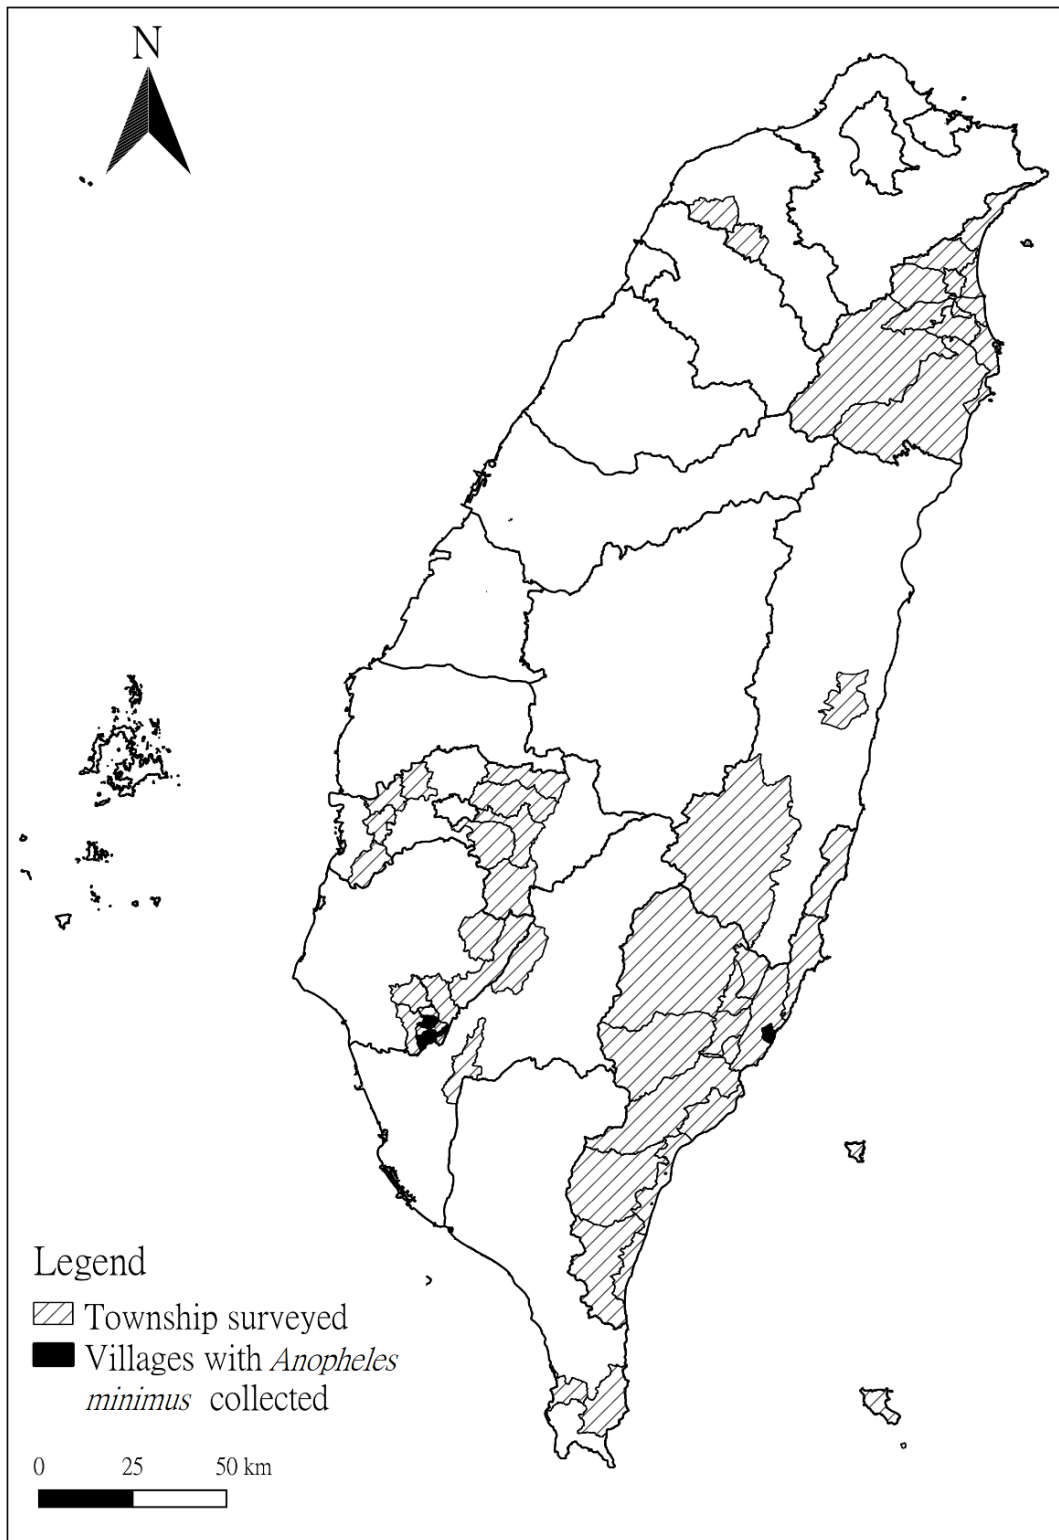 N
Legend
Township surveyed
Villages with Anopheles
minimus collected
0 25 50 km